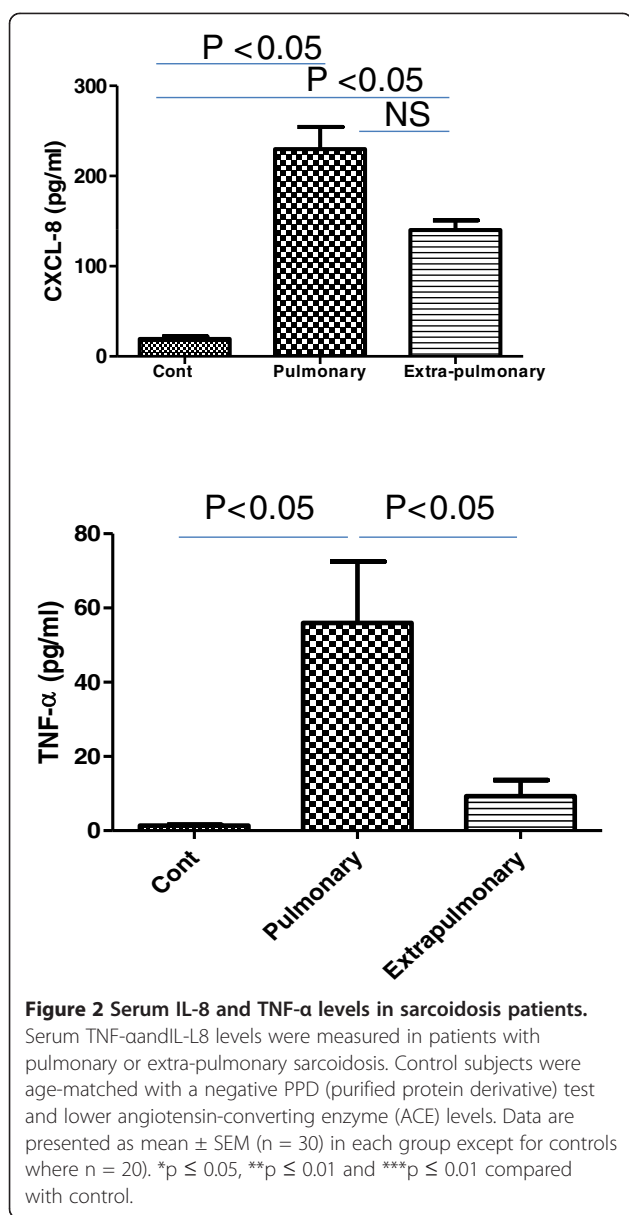 P <0.05
P <0.05
NS
300
200
100
0
CXCL-8 (pg/ml)
Cont Pulmonary Extra-pulmonary
P<0.05 P<0.05
80
60
40
20
0
TNF-α (pg/ml)
Cont Pulmonary Extrapulmonary
Figure 2 Serum IL-8 and TNF-α levels in sarcoidosis patients.
Serum TNF-αandIL-L8 levels were measured in patients with
pulmonary or extra-pulmonary sarcoidosis. Control subjects were
age-matched with a negative PPD (purified protein derivative) test
and lower angiotensin-converting enzyme (ACE) levels. Data are
presented as mean ± SEM (n = 30) in each group except for controls
where n = 20). *p ≤ 0.05, **p ≤ 0.01 and ***p ≤ 0.01 compared
with control.